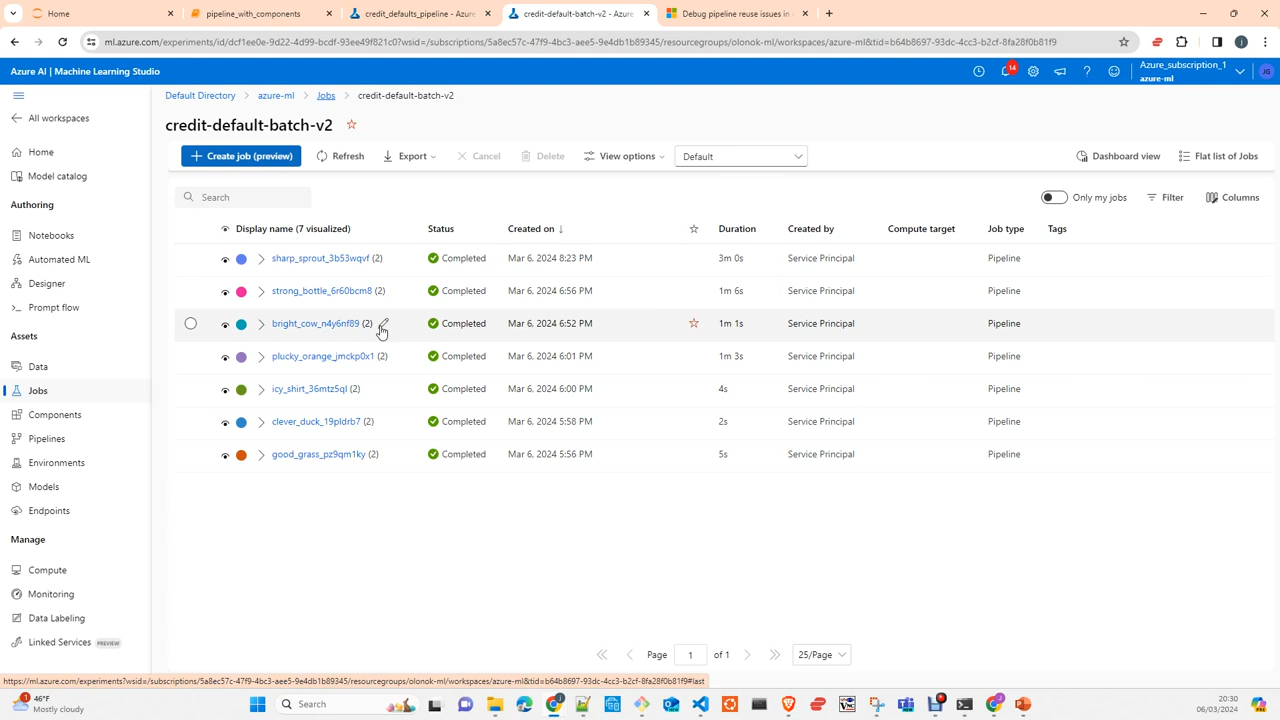 Home
pipeline_with_components
credit_defaults_pipeline - Azure
credit-default-batch-v2 - Azure
Debug pipeline reuse issues in
ml.azure.com/experiments/id/dcf1ee0e-9d22-4d99-bcdf-93ee49f821c0?wsid=/subscriptions/5a8ec57c-47f9-4bc3-aee5-9e4db1b89345/resourcegroups/olonok-ml/workspaces/azure-ml&tid=b64b8697-93dc-4cc3-b2cf-8fa28f0b81f9
Azure AI | Machine Learning Studio
14
Azure_subscription_1
azure-ml
JG
All workspaces
Home
Model catalog
Authoring
Notebooks
Automated ML
Designer
Prompt flow
Assets
Data
Jobs
Components
Pipelines
Environments
Models
Endpoints
Manage
Compute
Monitoring
Data Labeling
Linked Services PREVIEW
Default Directory > azure-ml > Jobs > credit-default-batch-v2
credit-default-batch-v2
Create job (preview) Refresh Export Cancel Delete View options Default Dashboard view Flat list of Jobs
Search Only my jobs Filter Columns
Display name (7 visualized) Status Created on ↓ Duration Created by Compute target Job type Tags
sharp_sprout_3b53wqvf (2) Completed Mar 6, 2024 8:23 PM 3m 0s Service Principal Pipeline
strong_bottle_6r60bcm8 (2) Completed Mar 6, 2024 6:56 PM 1m 6s Service Principal Pipeline
bright_cow_n4y6nf89 (2) Completed Mar 6, 2024 6:52 PM 1m 1s Service Principal Pipeline
plucky_orange_jmckp0x1 (2) Completed Mar 6, 2024 6:01 PM 1m 3s Service Principal Pipeline
icy_shirt_36mtz5ql (2) Completed Mar 6, 2024 6:00 PM 4s Service Principal Pipeline
clever_duck_19pldrb7 (2) Completed Mar 6, 2024 5:58 PM 2s Service Principal Pipeline
good_grass_pz9qm1ky (2) Completed Mar 6, 2024 5:56 PM 5s Service Principal Pipeline
Page 1 of 1 25/Page
https://ml.azure.com/experiments?wsid=/subscriptions/5a8ec57c-47f9-4bc3-aee5-9e4db1b89345/resourcegroups/olonok-ml/workspaces/azure-ml&tid=b64b8697-93dc-4cc3-b2cf-8fa28f0b81f9#last
46°F
Mostly cloudy
Search
20:30
06/03/2024